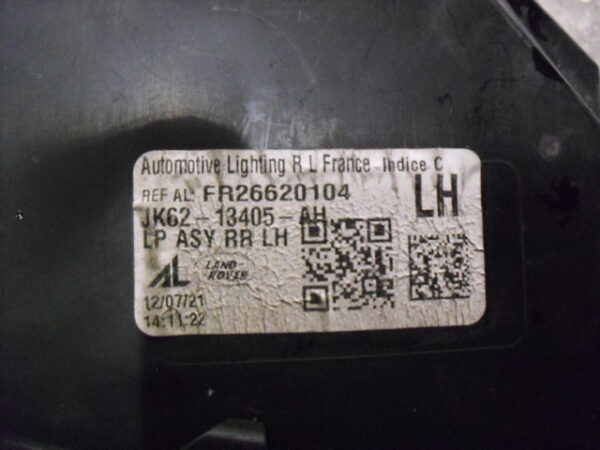 Automotive Lighting R L France Indice C
REF AL: FR26620104
LH
JK62-13405-AH
LP ASY RR LH
AL
LAND-ROVER
12/07/21
14:11:22